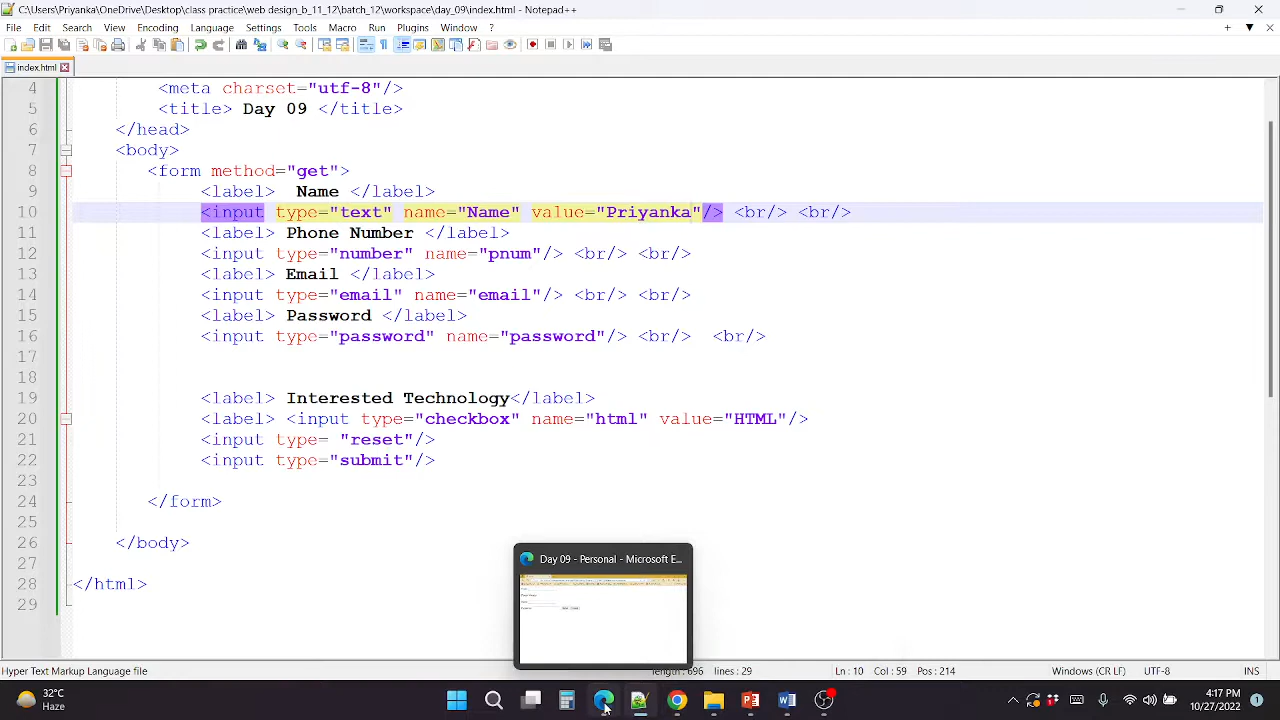 C:\Users\Priyanka\OneDrive\Desktop\class practice\web design_b_11_12\batch_12\workspace\day_09\index.html - Notepad++
File Edit Search View Encoding Language Settings Tools Macro Run Plugins Window ?
index.html
4 <meta charset="utf-8"/>
5 <title> Day 09 </title>
6 </head>
7 <body>
8 <form method="get">
9 <label> Name </label>
10 <input type="text" name="Name" value="Priyanka"/> <br/> <br/>
11 <label> Phone Number </label>
12 <input type="number" name="pnum"/> <br/> <br/>
13 <label> Email </label>
14 <input type="email" name="email"/> <br/> <br/>
15 <label> Password </label>
16 <input type="password" name="password"/> <br/> <br/>
17
18
19 <label> Interested Technology</label>
20 <label> <input type="checkbox" name="html" value="HTML"/>
21 <input type= "reset"/>
22 <input type="submit"/>
23
24 </form>
25
26 </body>
27
28 </html>
29
Day 09 - Personal - Microsoft E...
Hyper Text Markup Language file length : 696 lines : 29 Ln : 10 Col : 59 Pos : 214 Windows (CR LF) UTF-8 INS
32°C
Haze
4:17 PM
10/27/2022